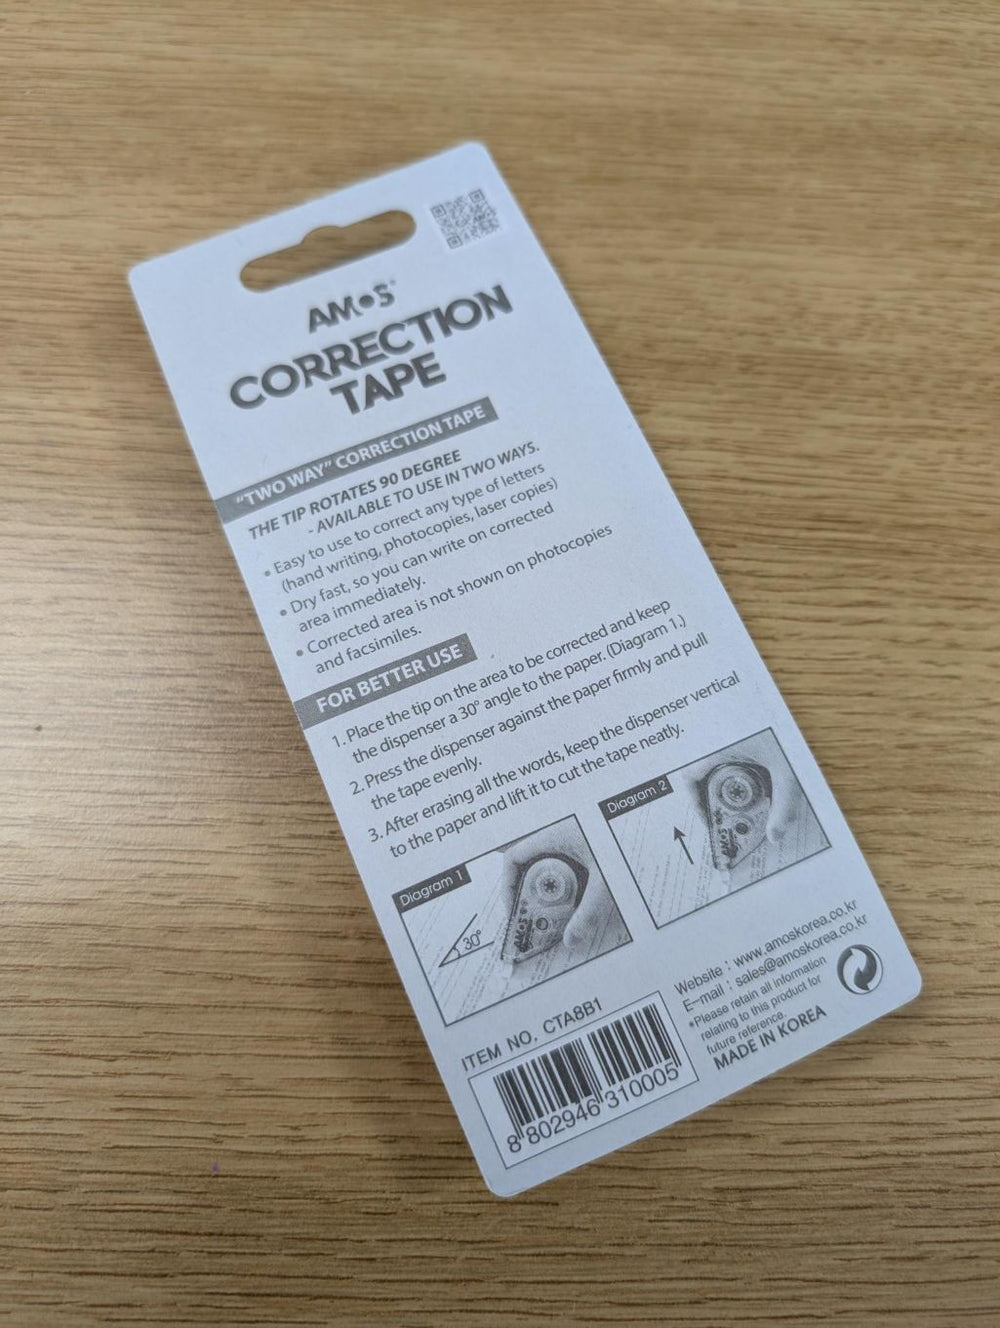 AMOS
CORRECTION
TAPE
"TWO WAY" CORRECTION TAPE
THE TIP ROTATES 90 DEGREE
- AVAILABLE TO USE IN TWO WAYS.
• Easy to use to correct any type of letters
(hand writing, photocopies, laser copies)
• Dry fast, so you can write on corrected
area immediately.
• Corrected area is not shown on photocopies
and facsimiles.
FOR BETTER USE
1. Place the tip on the area to be corrected and keep
the dispenser a 30° angle to the paper. (Diagram 1.)
2. Press the dispenser against the paper firmly and pull
the tape evenly.
3. After erasing all the words, keep the dispenser vertical
to the paper and lift it to cut the tape neatly.
Diagram 1
30°
AMOS
Diagram 2
AMOS
Website : www.amoskorea.co.kr
E-mail : sales@amoskorea.co.kr
*Please retain all information
relating to this product for
future reference.
MADE IN KOREA
ITEM NO. CTA8B1
8 802946 310005